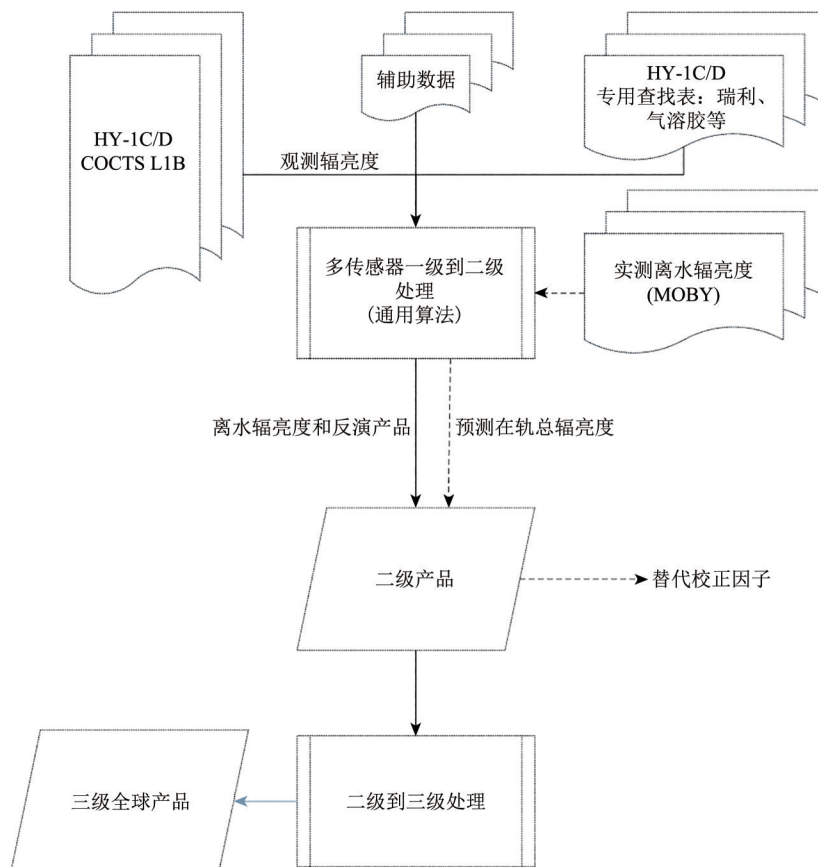 辅助数据
HY-1C/D
专用查找表：瑞利、
气溶胶等
HY-1C/D
COCTS L1B
观测辐亮度
多传感器一级到二级
处理
(通用算法)
实测离水辐亮度
(MOBY)
离水辐亮度和反演产品
预测在轨总辐亮度
二级产品
替代校正因子
三级全球产品
二级到三级处理